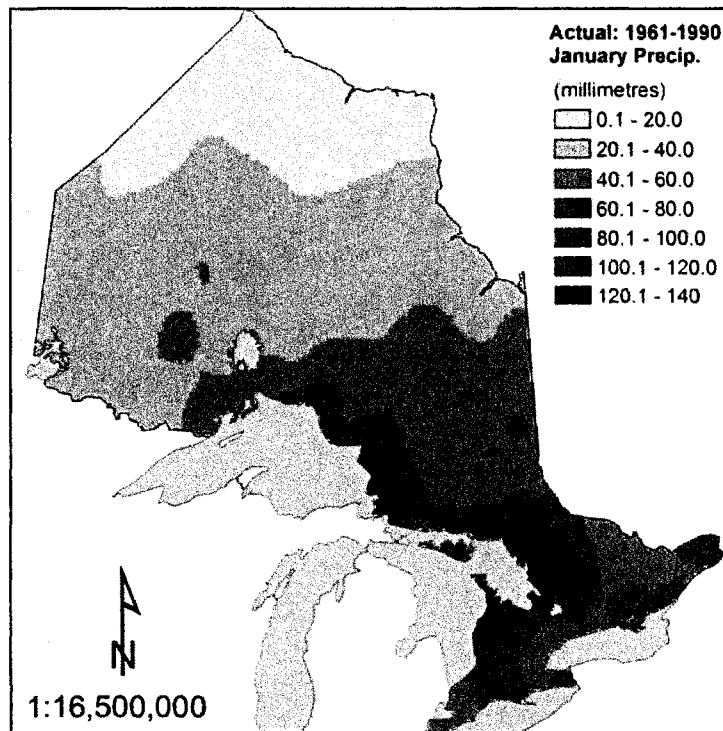 Actual: 1961-1990
January Precip.
(millimetres)
0.1 - 20.0
20.1 - 40.0
40.1 - 60.0
60.1 - 80.0
80.1 - 100.0
100.1 - 120.0
120.1 - 140
N
1:16,500,000